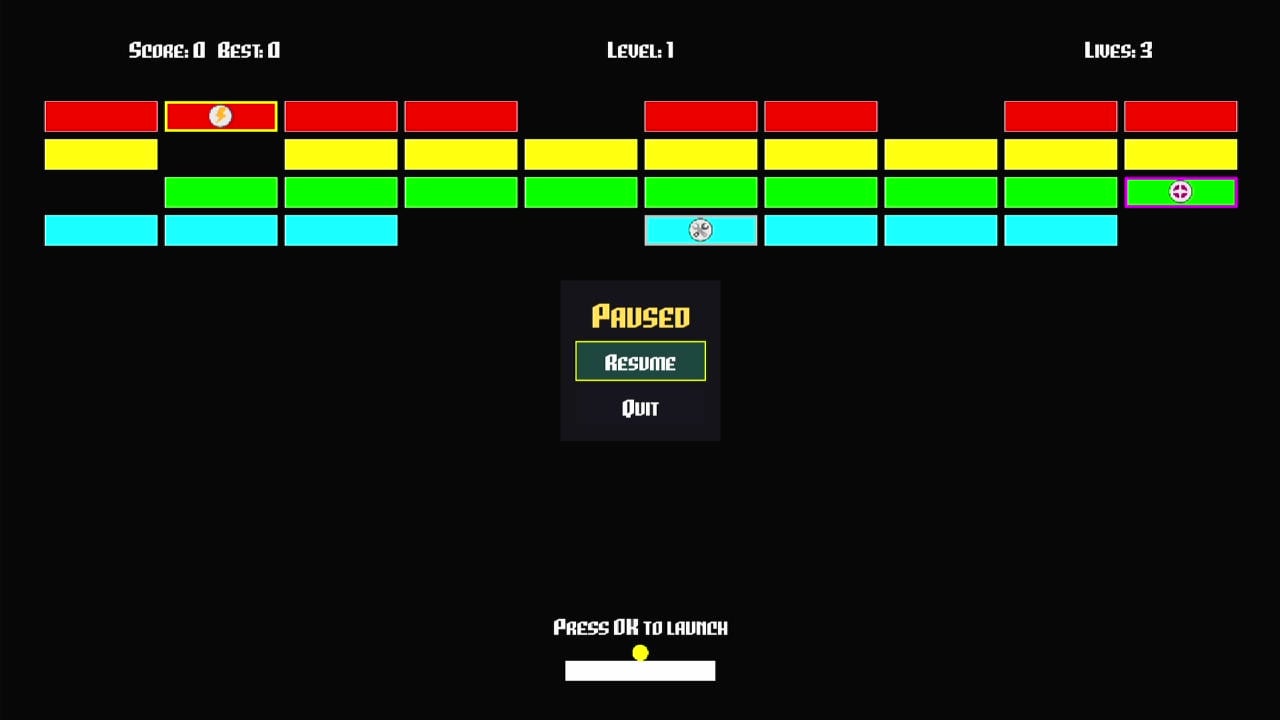 Score: 0 Best: 0
Level: 1
Lives: 3
Paused
Resume
Quit
Press OK to launch